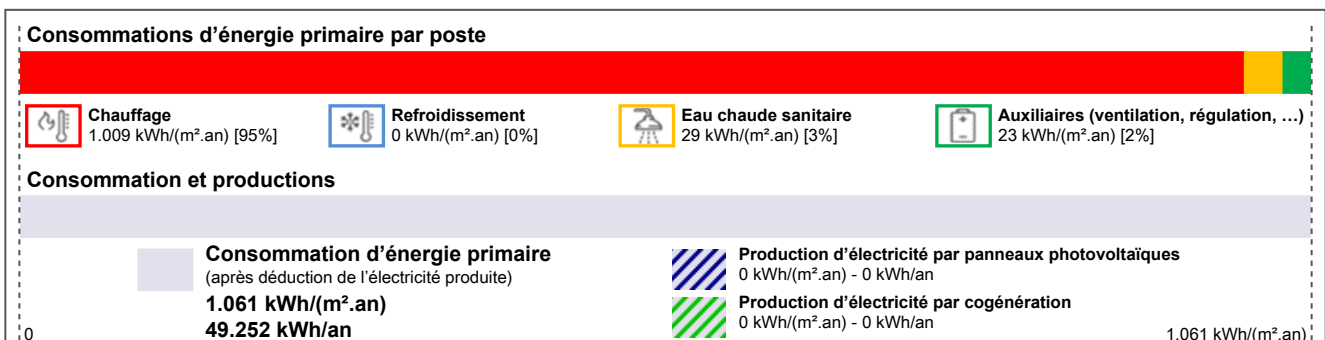 Consommations d'énergie primaire par poste
Chauffage
1.009 kWh/(m².an) [95%]
Refroidissement
0 kWh/(m².an) [0%]
Eau chaude sanitaire
29 kWh/(m².an) [3%]
Auxiliaires (ventilation, régulation, …)
23 kWh/(m².an) [2%]
Consommation et productions
Consommation d'énergie primaire
(après déduction de l'électricité produite)
1.061 kWh/(m².an)
49.252 kWh/an
Production d'électricité par panneaux photovoltaïques
0 kWh/(m².an) - 0 kWh/an
Production d'électricité par cogénération
0 kWh/(m².an) - 0 kWh/an
0
1.061 kWh/(m².an)